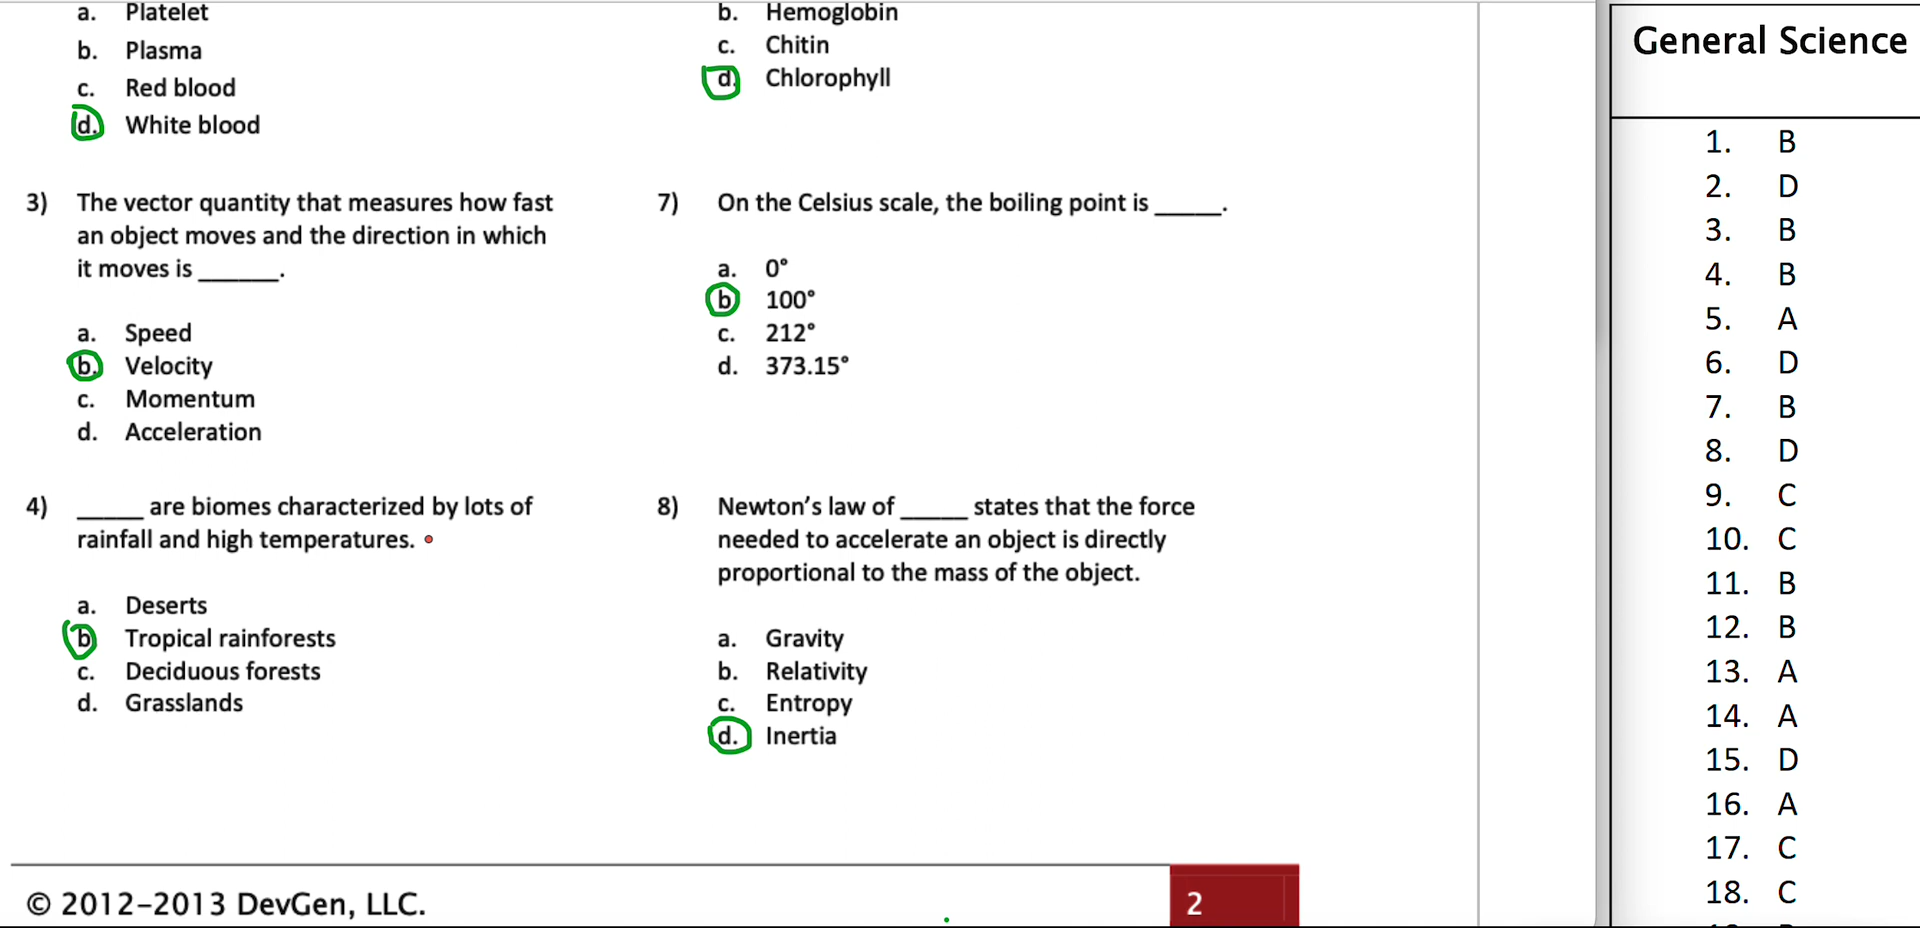 a. Platelet
b. Plasma
c. Red blood
d. White blood
3) The vector quantity that measures how fast
an object moves and the direction in which
it moves is ______.
a. Speed
b. Velocity
c. Momentum
d. Acceleration
4) _____ are biomes characterized by lots of
rainfall and high temperatures.
a. Deserts
b Tropical rainforests
c. Deciduous forests
d. Grasslands
b. Hemoglobin
c. Chitin
d. Chlorophyll
7) On the Celsius scale, the boiling point is _____.
a. 0°
b 100°
c. 212°
d. 373.15°
8) Newton’s law of _____ states that the force
needed to accelerate an object is directly
proportional to the mass of the object.
a. Gravity
b. Relativity
c. Entropy
d. Inertia
© 2012–2013 DevGen, LLC.
2
General Science
1. B
2. D
3. B
4. B
5. A
6. D
7. B
8. D
9. C
10. C
11. B
12. B
13. A
14. A
15. D
16. A
17. C
18. C